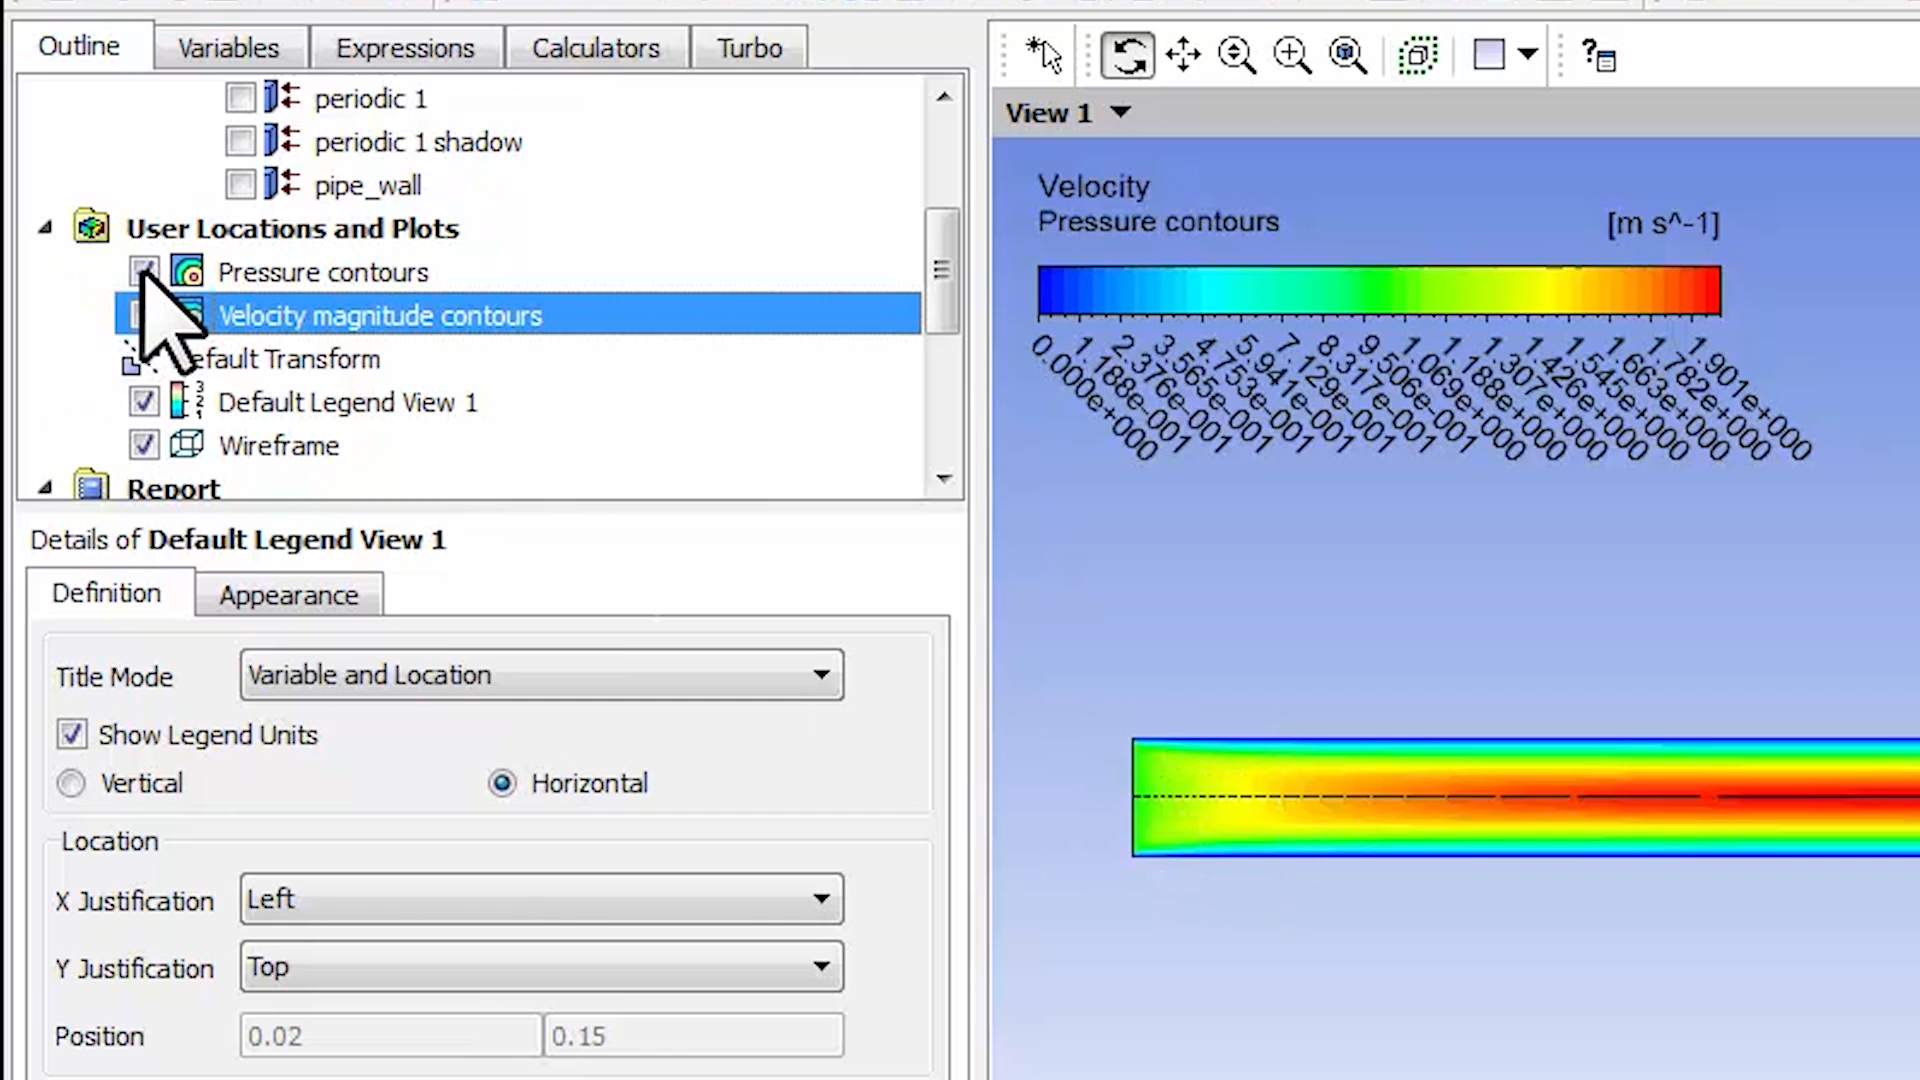 Outline
Variables
Expressions
Calculators
Turbo
periodic 1
periodic 1 shadow
pipe_wall
User Locations and Plots
Pressure contours
Velocity magnitude contours
efault Transform
Default Legend View 1
Wireframe
Report
Details of Default Legend View 1
Definition
Appearance
Title Mode
Variable and Location
Show Legend Units
Vertical
Horizontal
Location
X Justification
Left
Y Justification
Top
Position
0.02
0.15
View 1
Velocity
Pressure contours
[m s^-1]
0.000e+000
1.188e-001
2.376e-001
3.565e-001
4.753e-001
5.941e-001
7.129e-001
8.317e-001
9.506e-001
1.069e+000
1.188e+000
1.307e+000
1.426e+000
1.545e+000
1.663e+000
1.782e+000
1.901e+000